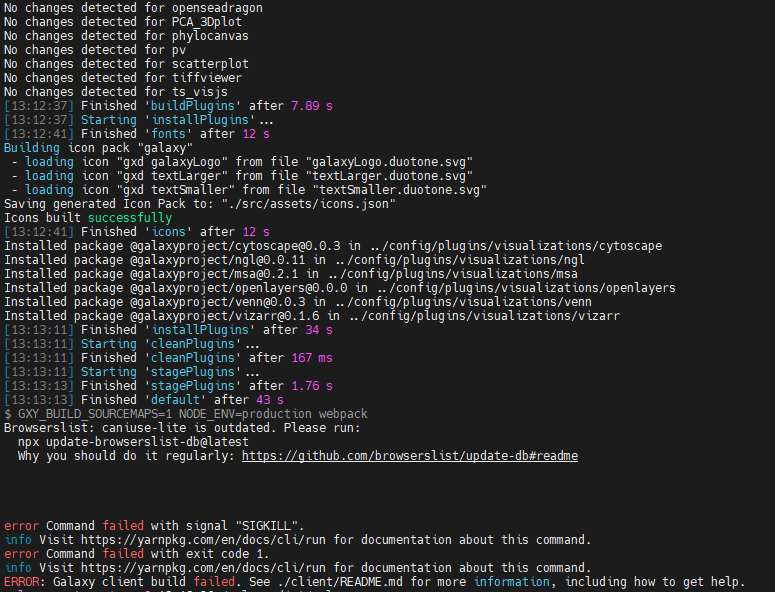 No changes detected for openseadragon
No changes detected for PCA_3Dplot
No changes detected for phylocanvas
No changes detected for pv
No changes detected for scatterplot
No changes detected for tiffviewer
No changes detected for ts_visjs
[13:12:37] Finished 'buildPlugins' after 7.89 s
[13:12:37] Starting 'installPlugins'...
[13:12:41] Finished 'fonts' after 12 s
Building icon pack "galaxy"
 - loading icon "gxd galaxyLogo" from file "galaxyLogo.duotone.svg"
 - loading icon "gxd textLarger" from file "textLarger.duotone.svg"
 - loading icon "gxd textSmaller" from file "textSmaller.duotone.svg"
Saving generated Icon Pack to: "./src/assets/icons.json"
Icons built successfully
[13:12:41] Finished 'icons' after 12 s
Installed package @galaxyproject/cytoscape@0.0.3 in ../config/plugins/visualizations/cytoscape
Installed package @galaxyproject/ngl@0.0.11 in ../config/plugins/visualizations/ngl
Installed package @galaxyproject/msa@0.2.1 in ../config/plugins/visualizations/msa
Installed package @galaxyproject/openlayers@0.0.0 in ../config/plugins/visualizations/openlayers
Installed package @galaxyproject/venn@0.0.3 in ../config/plugins/visualizations/venn
Installed package @galaxyproject/vizarr@0.1.6 in ../config/plugins/visualizations/vizarr
[13:13:11] Finished 'installPlugins' after 34 s
[13:13:11] Starting 'cleanPlugins'...
[13:13:11] Finished 'cleanPlugins' after 167 ms
[13:13:11] Starting 'stagePlugins'...
[13:13:13] Finished 'stagePlugins' after 1.76 s
[13:13:13] Finished 'default' after 43 s
$ GXY_BUILD_SOURCEMAPS=1 NODE_ENV=production webpack
Browserslist: caniuse-lite is outdated. Please run:
  npx update-browserslist-db@latest
  Why you should do it regularly: https://github.com/browserslist/update-db#readme
error Command failed with signal "SIGKILL".
info Visit https://yarnpkg.com/en/docs/cli/run for documentation about this command.
error Command failed with exit code 1.
info Visit https://yarnpkg.com/en/docs/cli/run for documentation about this command.
ERROR: Galaxy client build failed. See ./client/README.md for more information, including how to get help.